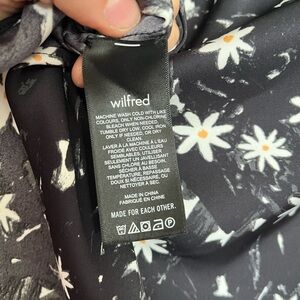 wilfred
MACHINE WASH COLD WITH LIKE
COLOURS, ONLY NON-CHLORINE
BLEACH WHEN NEEDED.
TUMBLE DRY LOW, COOL IRON
IF NEEDED, OR DRY
CLEAN.
LAVER À LA MACHINE À L'EAU
FROIDE AVEC COULEURS
SEMBLABLES. UTILISER
SEULEMENT UN JAVELLISANT
SANS CHLORE AU BESOIN.
SÉCHER À BASSE
TEMPÉRATURE, REPASSAGE
DOUX SI NÉCESSAIRE, OU
NETTOYER À SEC.
MADE IN CHINA
FABRIQUÉ EN CHINE
MADE FOR EACH OTHER.